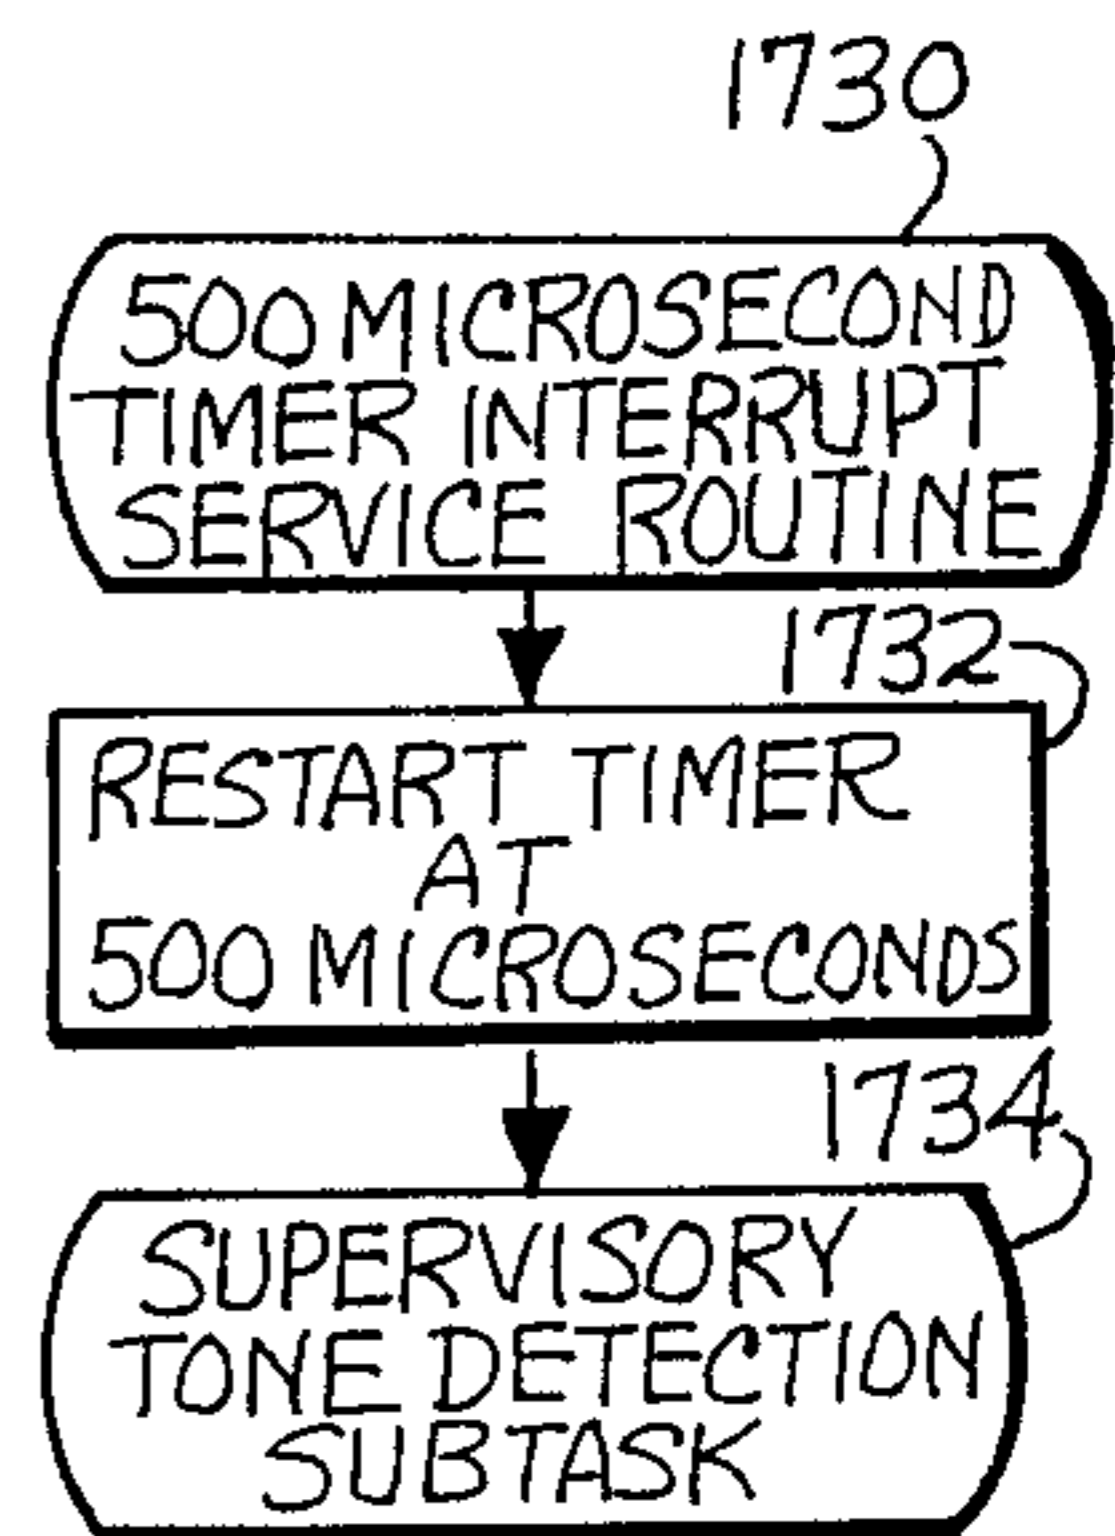 1730
500 MICROSECOND
TIMER INTERRUPT
SERVICE ROUTINE
1732
RESTART TIMER
AT
500 MICROSECONDS
1734
SUPERVISORY
TONE DETECTION
SUBTASK